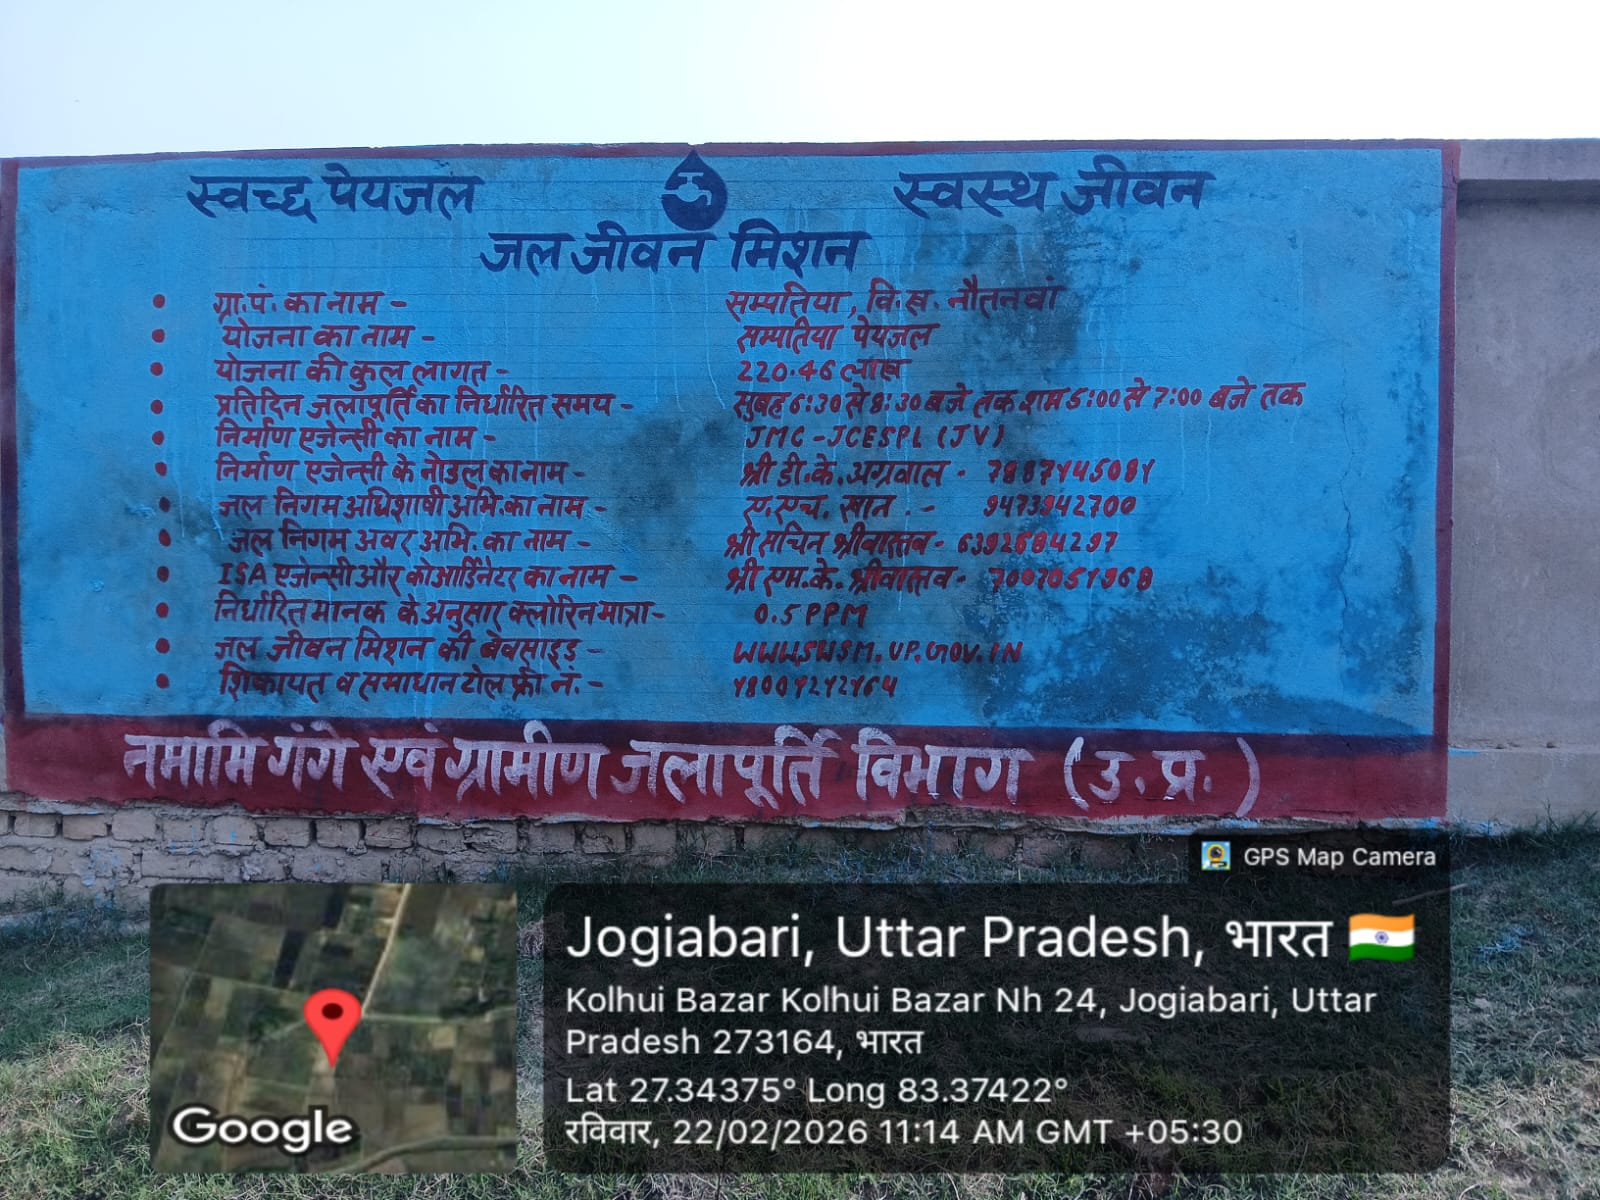 स्वच्छ पेयजल स्वस्थ जीवन
जल जीवन मिशन
• ग्रा.पं. का नाम - सम्पतिया, वि.ख. नौतनवां
• योजना का नाम - सम्पतिया पेयजल
• योजना की कुल लागत - 220.46 लाख
• प्रतिदिन जलापूर्ति का निर्धारित समय - सुबह 6:30 से 8:30 बजे तक शाम 5:00 से 7:00 बजे तक
• निर्माण एजेन्सी का नाम - JMC-JCESPL (JV)
• निर्माण एजेन्सी के नोडल का नाम - श्री डी.के. अग्रवाल - 7887145081
• जल निगम अधिशाषी अभि. का नाम - ए.एच. खान . - 9473942700
• जल निगम अवर अभि. का नाम - श्री सचिन श्रीवास्तव - 6392684297
• ISA एजेन्सी और कोआर्डिनेटर का नाम - श्री एम.के. श्रीवास्तव - 7007051968
• निर्धारित मानक के अनुसार क्लोरिन मात्रा - 0.5 PPM
• जल जीवन मिशन की बेवसाइड - WWW.SWSM.UP.GOV.IN
• शिकायत व समाधान टोल फ्री नं. - 18001212164
नमामि गंगे एवं ग्रामीण जलापूर्ति विभाग (उ.प्र.)
GPS Map Camera
Jogiabari, Uttar Pradesh, भारत
Kolhui Bazar Kolhui Bazar Nh 24, Jogiabari, Uttar
Pradesh 273164, भारत
Lat 27.34375° Long 83.37422°
रविवार, 22/02/2026 11:14 AM GMT +05:30
Google